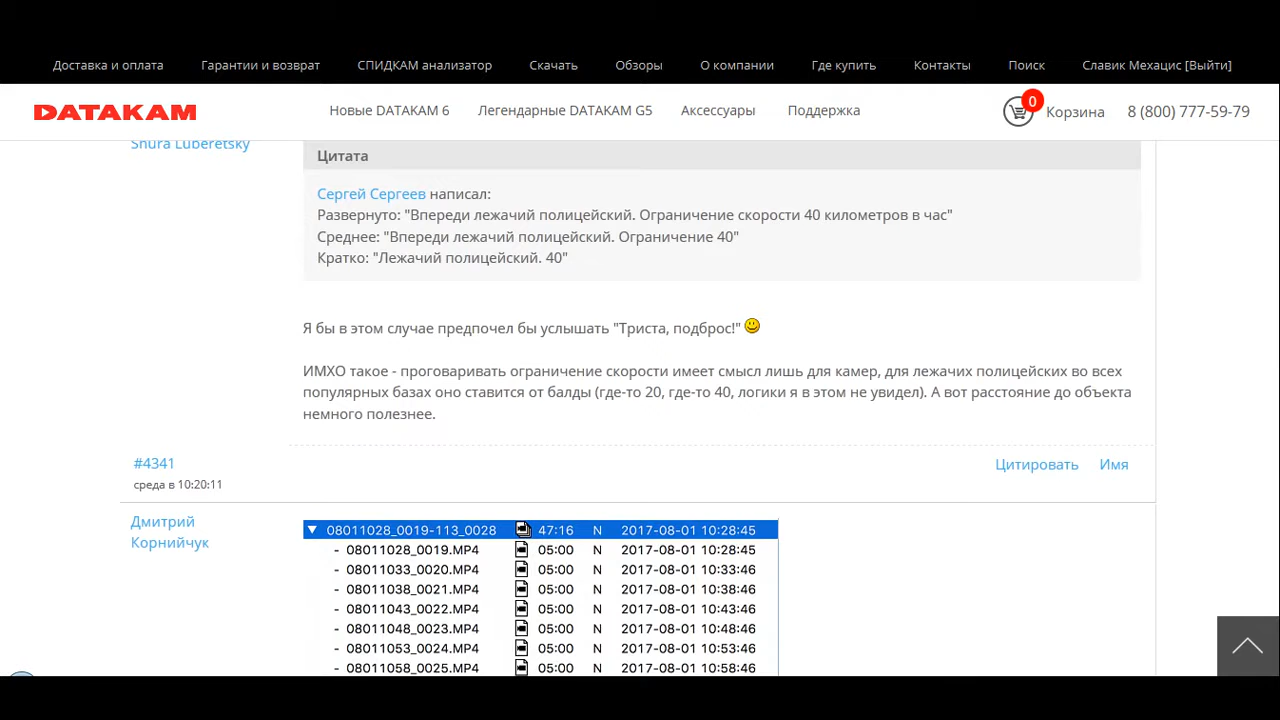 Доставка и оплата
Гарантии и возврат
СПИДКАМ анализатор
Скачать
Обзоры
О компании
Где купить
Контакты
Поиск
Славик Мехацис [Выйти]
DATAKAM
Новые DATAKAM 6
Легендарные DATAKAM G5
Аксессуары
Поддержка
0
Корзина
8 (800) 777-59-79
Shura Luberetsky
Цитата
Сергей Сергеев написал:
Развернуто: "Впереди лежачий полицейский. Ограничение скорости 40 километров в час"
Среднее: "Впереди лежачий полицейский. Ограничение 40"
Кратко: "Лежачий полицейский. 40"
Я бы в этом случае предпочел бы услышать "Триста, подброс!"
ИМХО такое - проговаривать ограничение скорости имеет смысл лишь для камер, для лежачих полицейских во всех
популярных базах оно ставится от балды (где-то 20, где-то 40, логики я в этом не увидел). А вот расстояние до объекта
немного полезнее.
#4341
среда в 10:20:11
Цитировать
Имя
Дмитрий
Корнийчук
08011028_0019-113_0028 47:16 N 2017-08-01 10:28:45
- 08011028_0019.MP4 05:00 N 2017-08-01 10:28:45
- 08011033_0020.MP4 05:00 N 2017-08-01 10:33:46
- 08011038_0021.MP4 05:00 N 2017-08-01 10:38:46
- 08011043_0022.MP4 05:00 N 2017-08-01 10:43:46
- 08011048_0023.MP4 05:00 N 2017-08-01 10:48:46
- 08011053_0024.MP4 05:00 N 2017-08-01 10:53:46
- 08011058_0025.MP4 05:00 N 2017-08-01 10:58:46